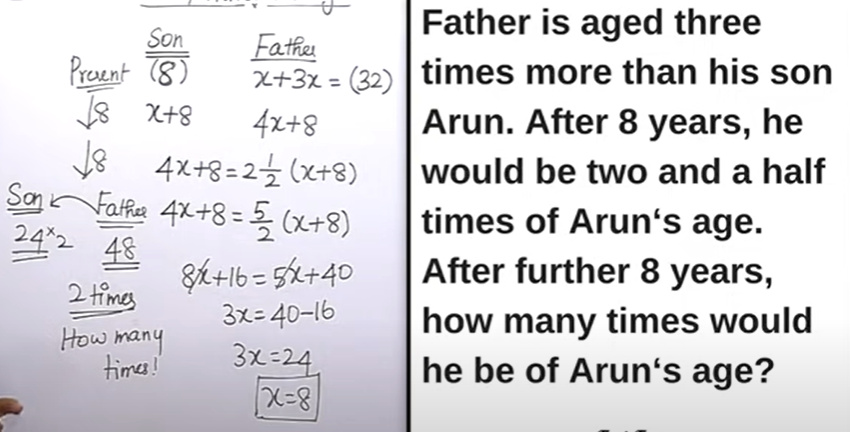 Son
Father
Present (8) x+3x = (32)
↓8 x+8 4x+8
↓8 4x+8 = 2 1/2 (x+8)
Son Father 4x+8 = 5/2 (x+8)
24 × 2 48
8x+16 = 5x+40
2 times 3x = 40-16
How many
times! 3x = 24
x=8
Father is aged three
times more than his son
Arun. After 8 years, he
would be two and a half
times of Arun‘s age.
After further 8 years,
how many times would
he be of Arun‘s age?